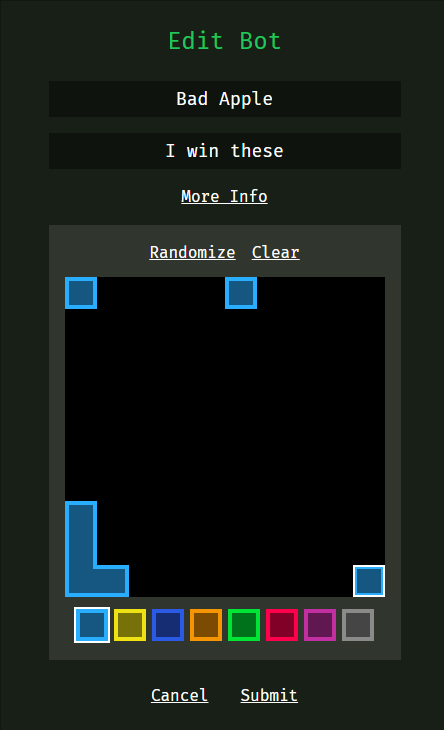 Edit Bot
Bad Apple
I win these
More Info
Randomize Clear
Cancel Submit